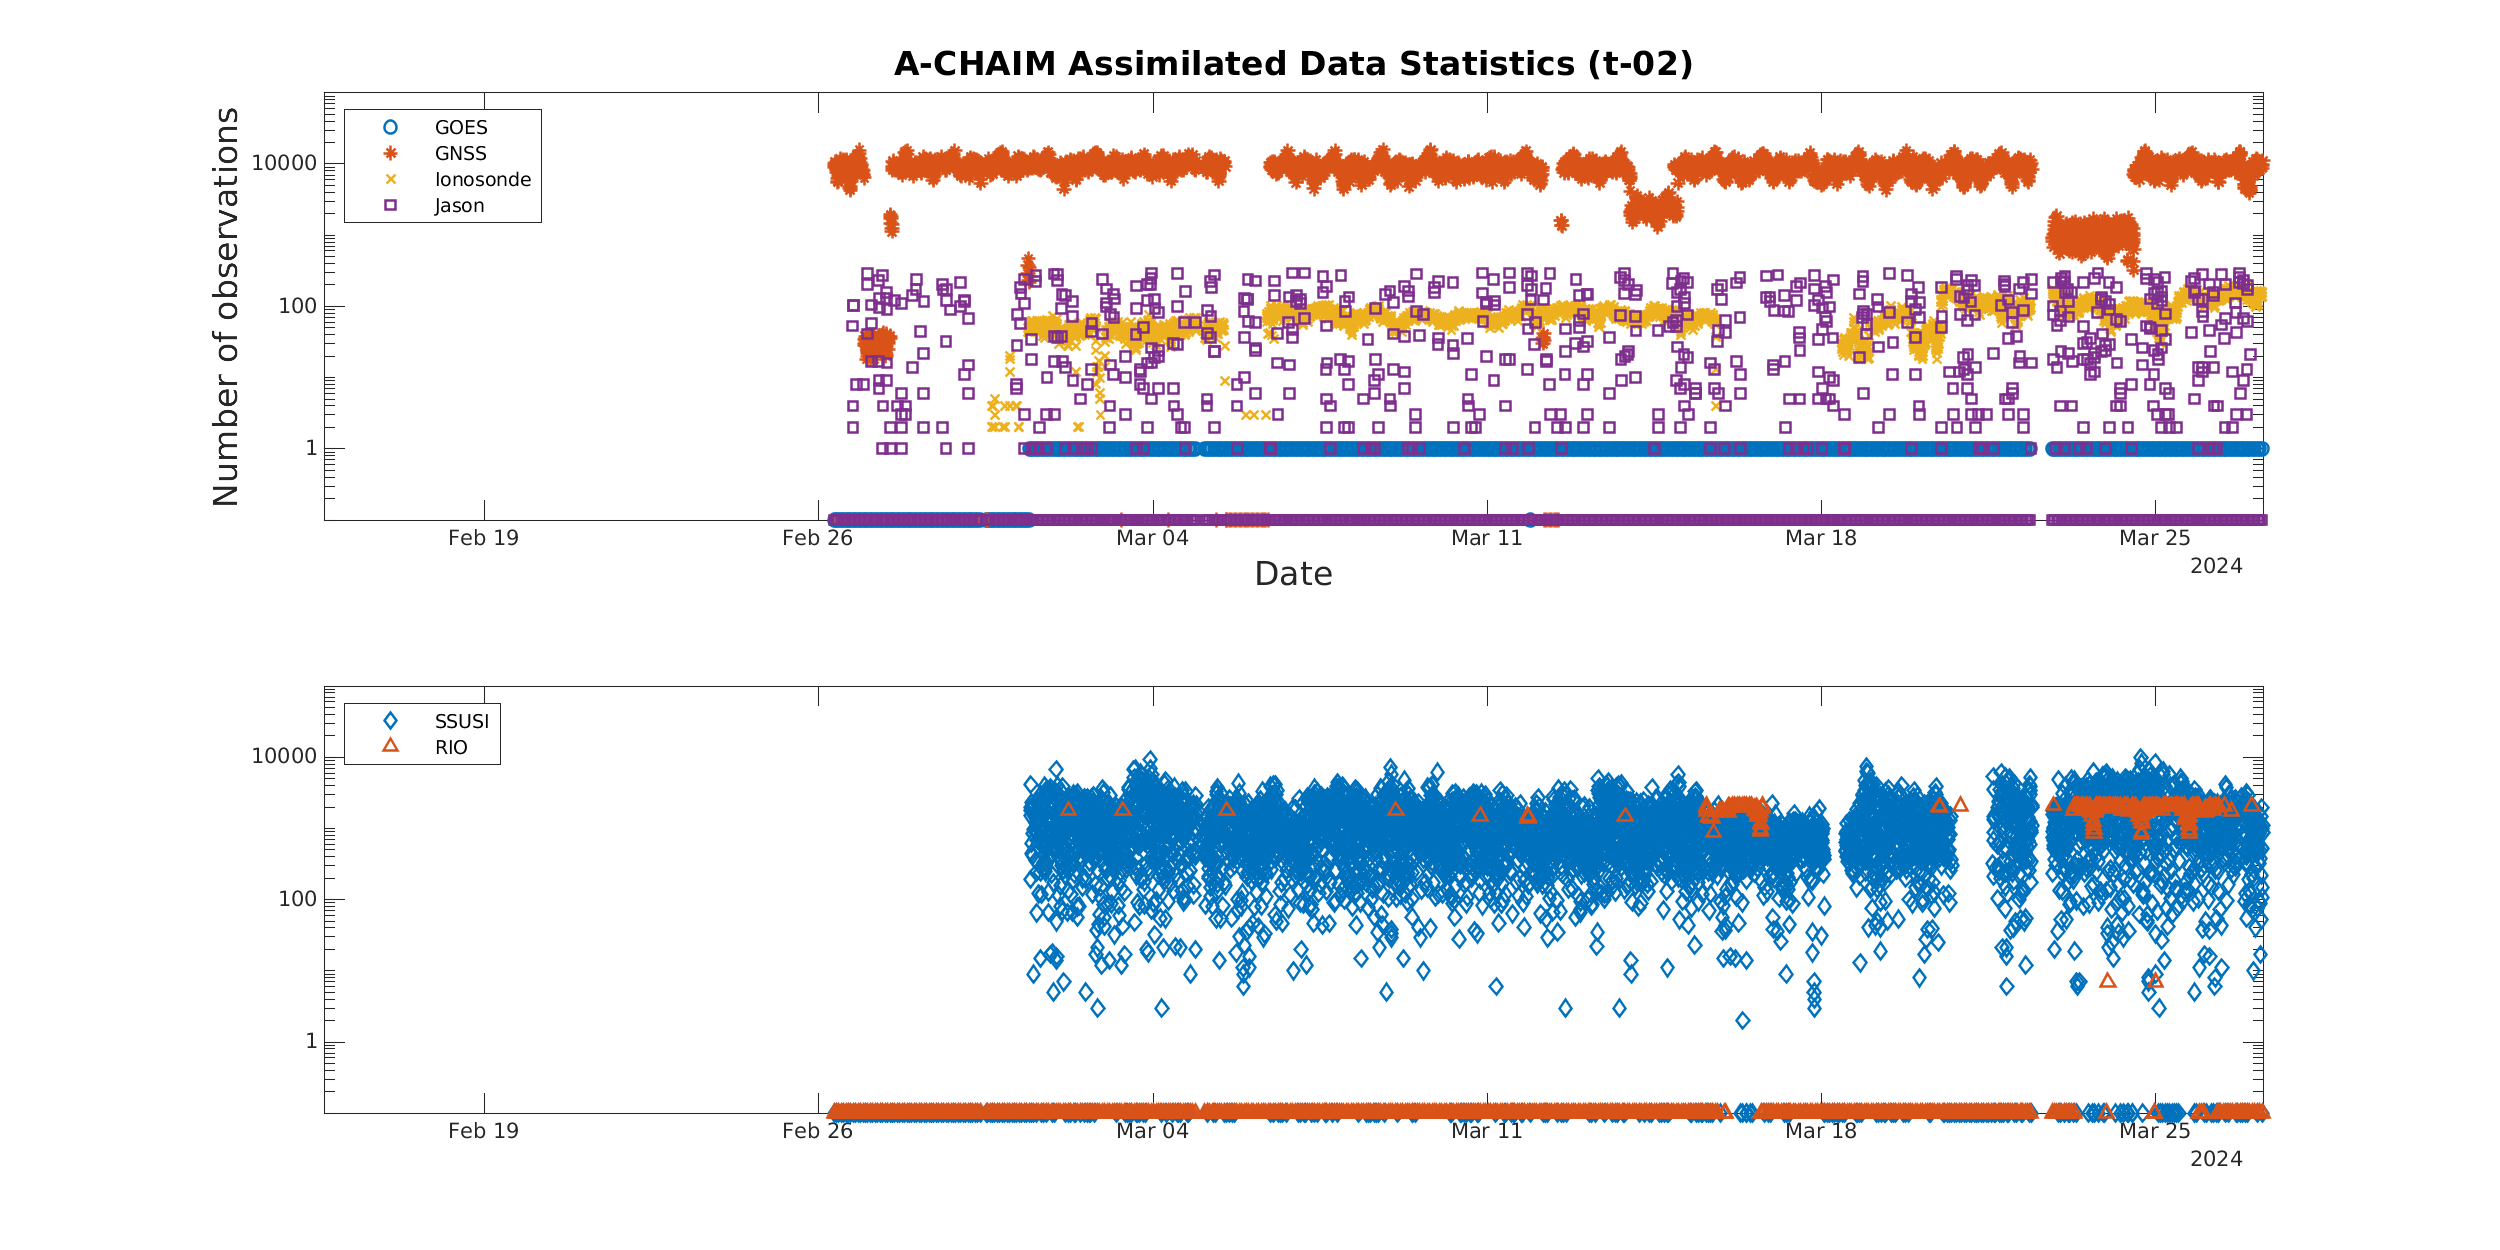 A-CHAIM Assimilated Data Statistics (t-02)
Number of observations
10000
100
1
GOES
GNSS
Ionosonde
Jason
Feb 19
Feb 26
Mar 04
Mar 11
Mar 18
Mar 25
2024
Date
10000
100
1
SSUSI
RIO
Feb 19
Feb 26
Mar 04
Mar 11
Mar 18
Mar 25
2024